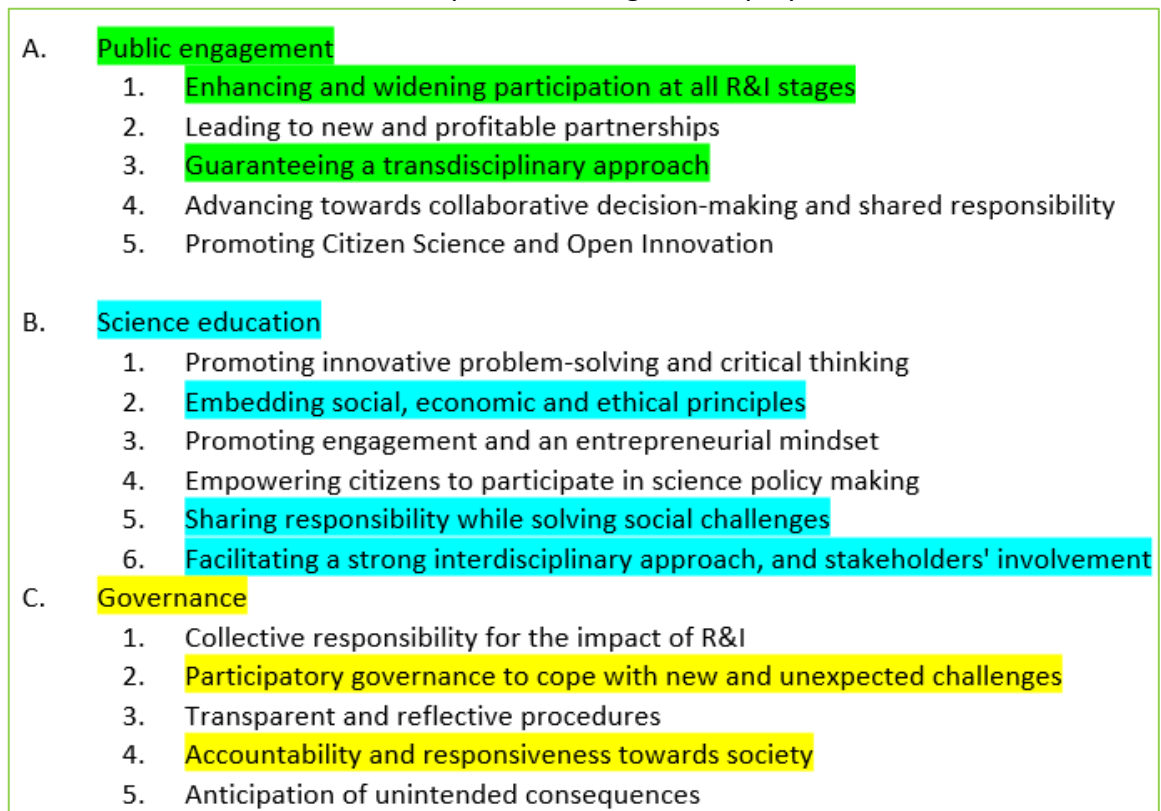 A. Public engagement
1. Enhancing and widening participation at all R&I stages
2. Leading to new and profitable partnerships
3. Guaranteeing a transdisciplinary approach
4. Advancing towards collaborative decision-making and shared responsibility
5. Promoting Citizen Science and Open Innovation
B. Science education
1. Promoting innovative problem-solving and critical thinking
2. Embedding social, economic and ethical principles
3. Promoting engagement and an entrepreneurial mindset
4. Empowering citizens to participate in science policy making
5. Sharing responsibility while solving social challenges
6. Facilitating a strong interdisciplinary approach, and stakeholders' involvement
C. Governance
1. Collective responsibility for the impact of R&I
2. Participatory governance to cope with new and unexpected challenges
3. Transparent and reflective procedures
4. Accountability and responsiveness towards society
5. Anticipation of unintended consequences